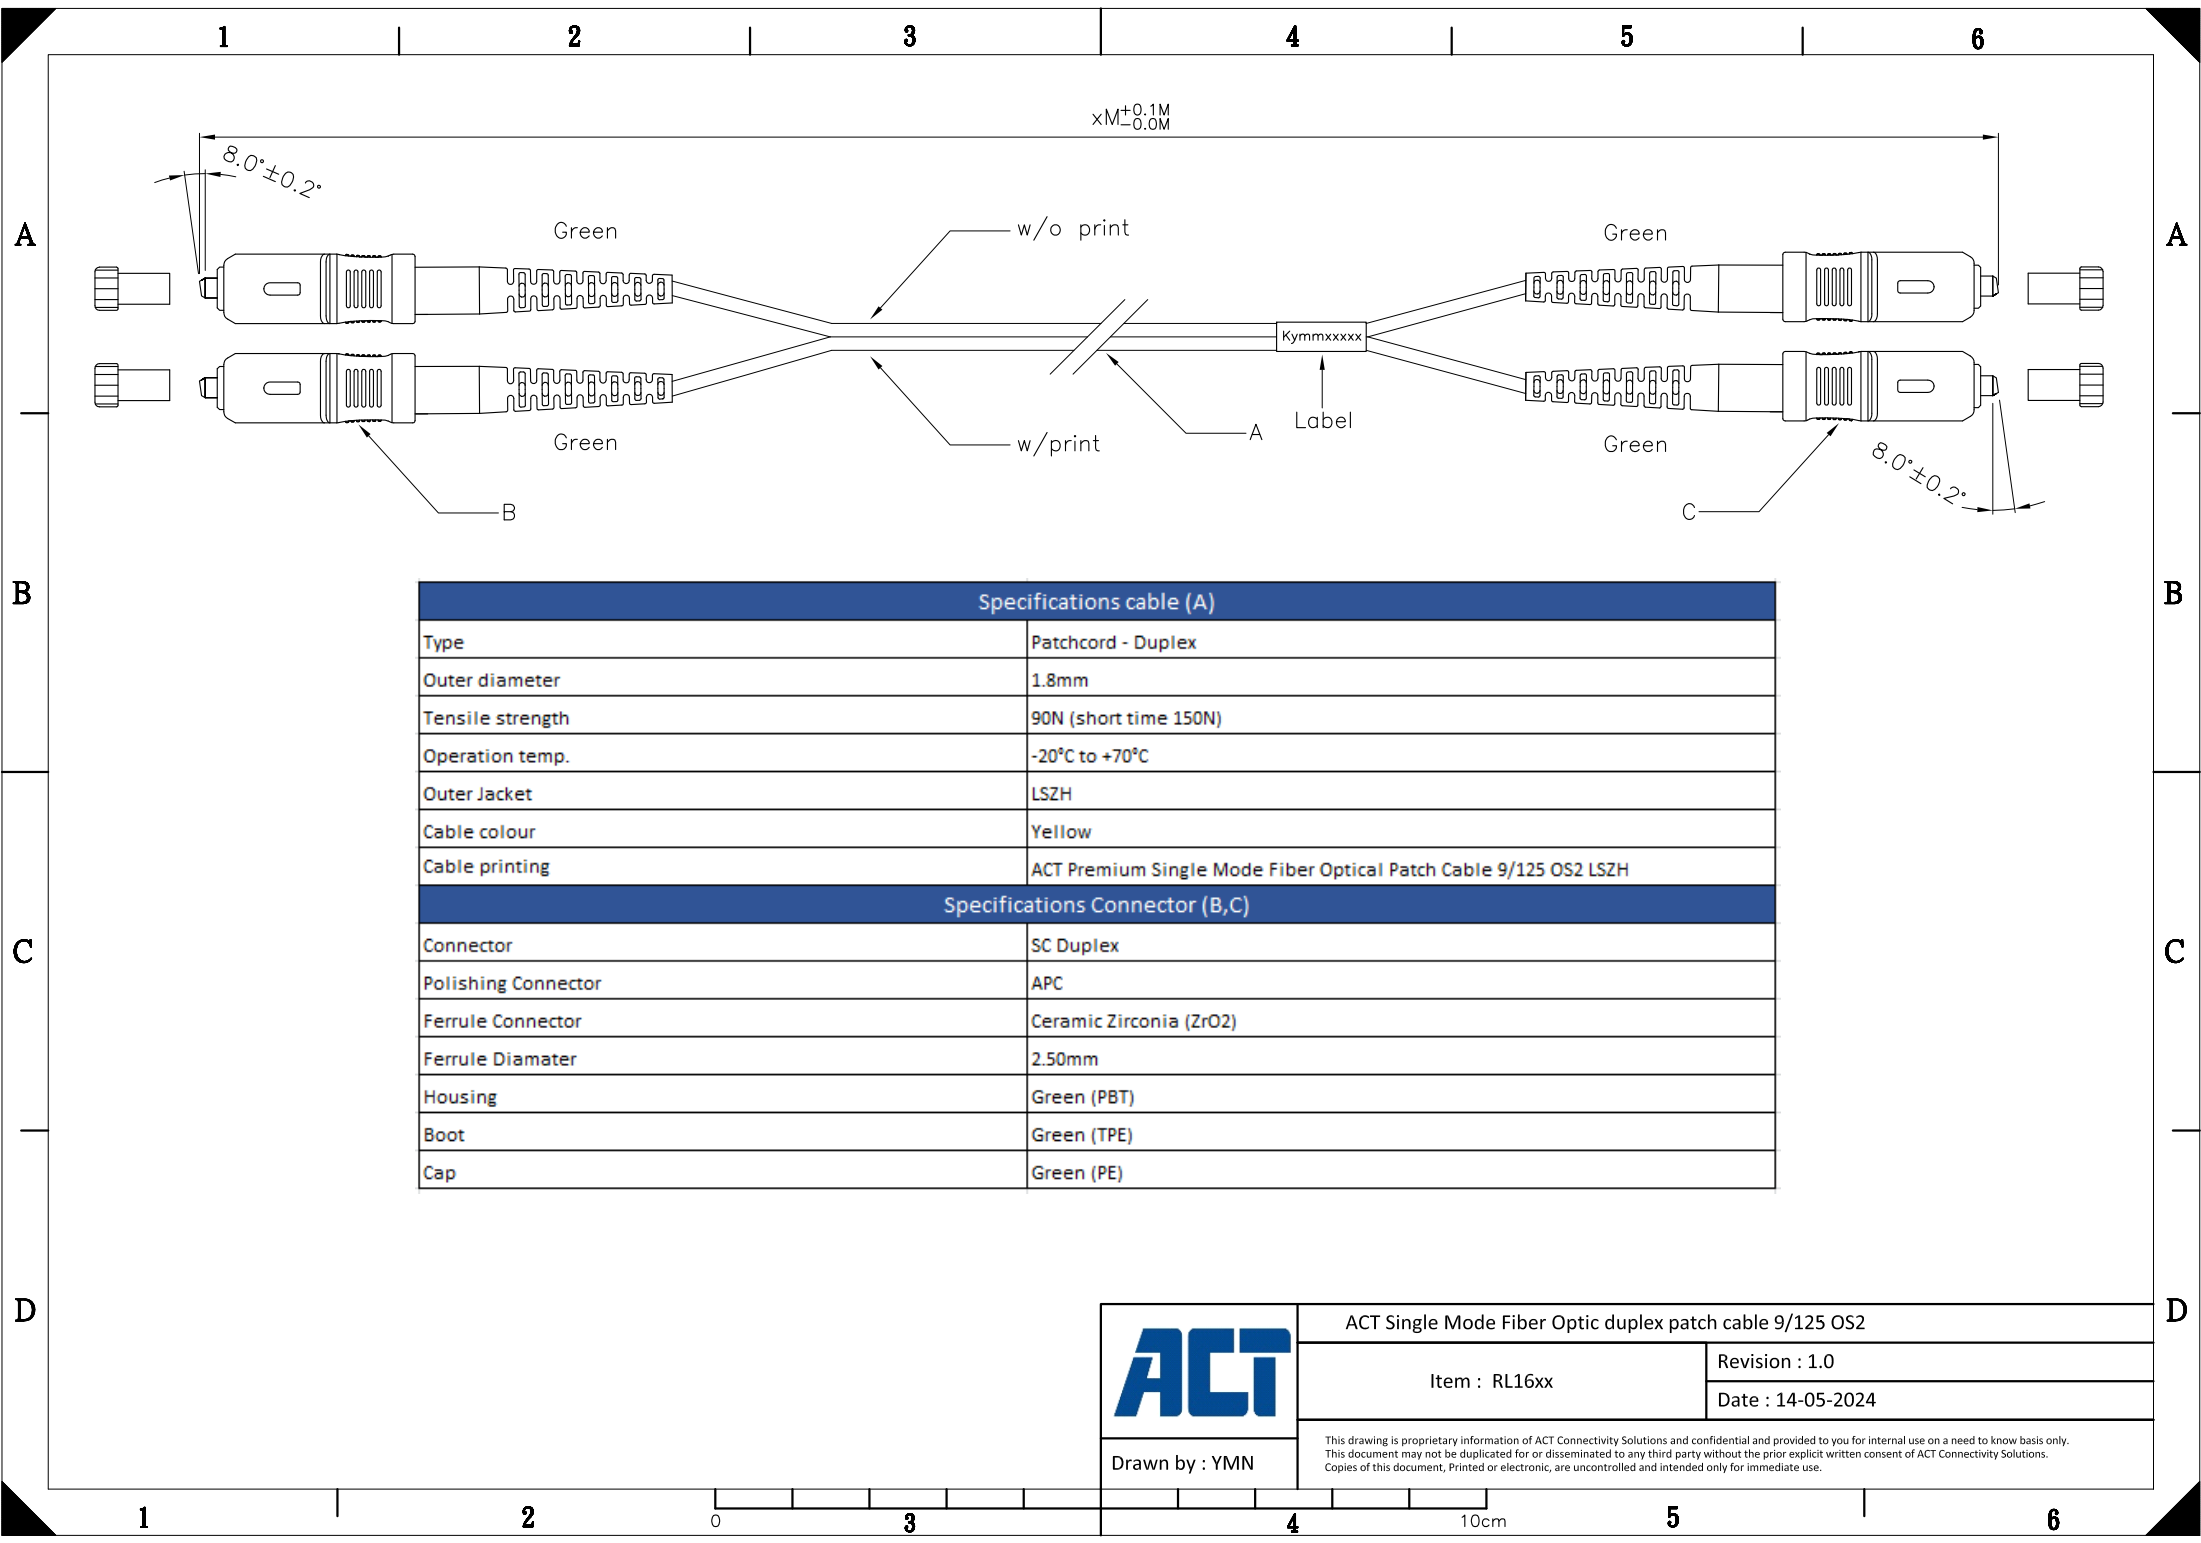 1 2 3 4 5 6
xM+0.1M
-0.0M
8.0°±0.2°
A Green w/o print Green A
Kymmxxxxx
Green w/print A Label Green
8.0°±0.2°
B C
B B
Specifications cable (A)
Type Patchcord - Duplex
Outer diameter 1.8mm
Tensile strength 90N (short time 150N)
Operation temp. -20⁰C to +70⁰C
Outer Jacket LSZH
Cable colour Yellow
Cable printing ACT Premium Single Mode Fiber Optical Patch Cable 9/125 OS2 LSZH
Specifications Connector (B,C)
C C
Connector SC Duplex
Polishing Connector APC
Ferrule Connector Ceramic Zirconia (ZrO2)
Ferrule Diamater 2.50mm
Housing Green (PBT)
Boot Green (TPE)
Cap Green (PE)
D D
ACT
ACT Single Mode Fiber Optic duplex patch cable 9/125 OS2
Item : RL16xx
Revision : 1.0
Date : 14-05-2024
Drawn by : YMN
This drawing is proprietary information of ACT Connectivity Solutions and confidential and provided to you for internal use on a need to know basis only.
This document may not be duplicated for or disseminated to any third party without the prior explicit written consent of ACT Connectivity Solutions.
Copies of this document, Printed or electronic, are uncontrolled and intended only for immediate use.
1 2 0 3 4 10cm 5 6